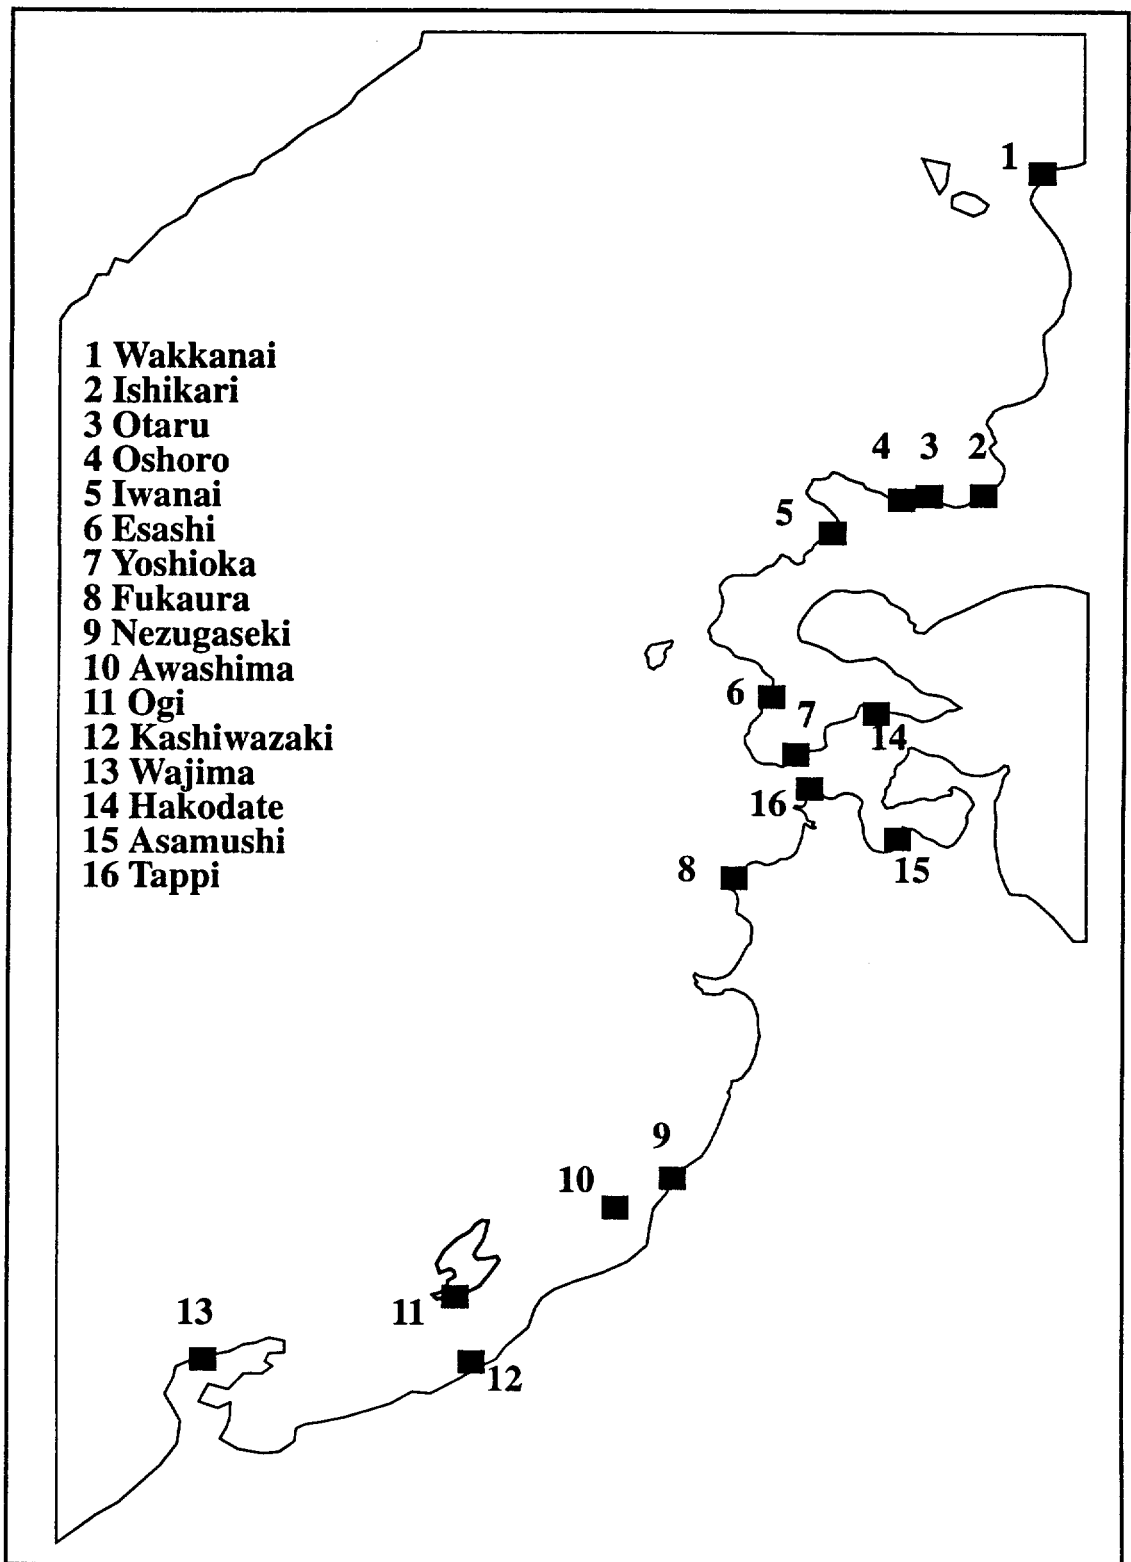 1
1 Wakkanai
2 Ishikari
3 Otaru
4 Oshoro
5 Iwanai
6 Esashi
7 Yoshioka
8 Fukaura
9 Nezugaseki
10 Awashima
11 Ogi
12 Kashiwazaki
13 Wajima
14 Hakodate
15 Asamushi
16 Tappi
4 3 2
5
6
7
14
16
8
15
9
10
13
11
12